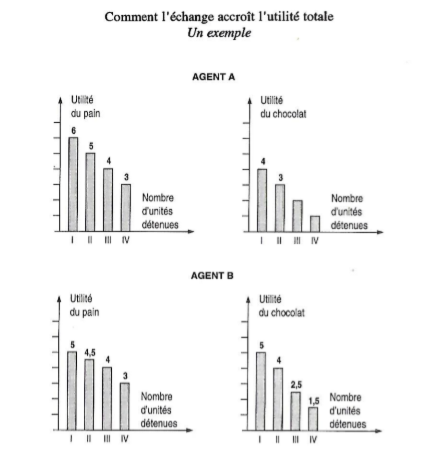 Comment l'échange accroît l'utilité totale
Un exemple
AGENT A
Utilité
du pain
6
5
4
3
Nombre
d'unités
détenues
I II III IV
Utilité
du chocolat
4
3
Nombre
d'unités
détenues
I II III IV
AGENT B
Utilité
du pain
5
4,5
4
3
Nombre
d'unités
détenues
I II III IV
Utilité
du chocolat
5
4
2,5
1,5
Nombre
d'unités
détenues
I II III IV